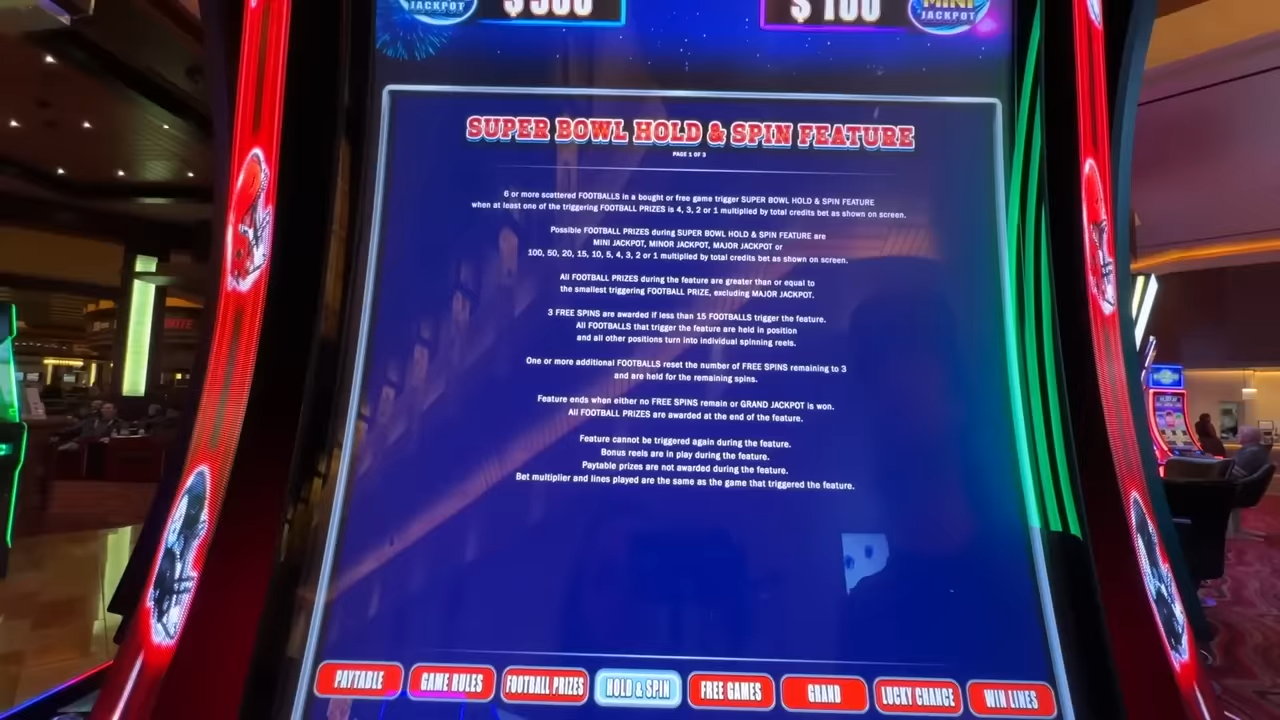 JACKPOT
$500
$100
MINI
JACKPOT
SUPER BOWL HOLD & SPIN FEATURE
PAGE 1 OF 3
6 or more scattered FOOTBALLS in a bought or free game trigger SUPER BOWL HOLD & SPIN FEATURE
when at least one of the triggering FOOTBALL PRIZES is 4, 3, 2 or 1 multiplied by total credits bet as shown on screen.
Possible FOOTBALL PRIZES during SUPER BOWL HOLD & SPIN FEATURE are
MINI JACKPOT, MINOR JACKPOT, MAJOR JACKPOT or
100, 50, 20, 15, 10, 5, 4, 3, 2 or 1 multiplied by total credits bet as shown on screen.
All FOOTBALL PRIZES during the feature are greater than or equal to
the smallest triggering FOOTBALL PRIZE, excluding MAJOR JACKPOT.
3 FREE SPINS are awarded if less than 15 FOOTBALLS trigger the feature.
All FOOTBALLS that trigger the feature are held in position
and all other positions turn into individual spinning reels.
One or more additional FOOTBALLS reset the number of FREE SPINS remaining to 3
and are held for the remaining spins.
Feature ends when either no FREE SPINS remain or GRAND JACKPOT is won.
All FOOTBALL PRIZES are awarded at the end of the feature.
Feature cannot be triggered again during the feature.
Bonus reels are in play during the feature.
Paytable prizes are not awarded during the feature.
Bet multiplier and lines played are the same as the game that triggered the feature.
PAYTABLE
GAME RULES
FOOTBALL PRIZES
HOLD & SPIN
FREE GAMES
GRAND
LUCKY CHANCE
WIN LINES